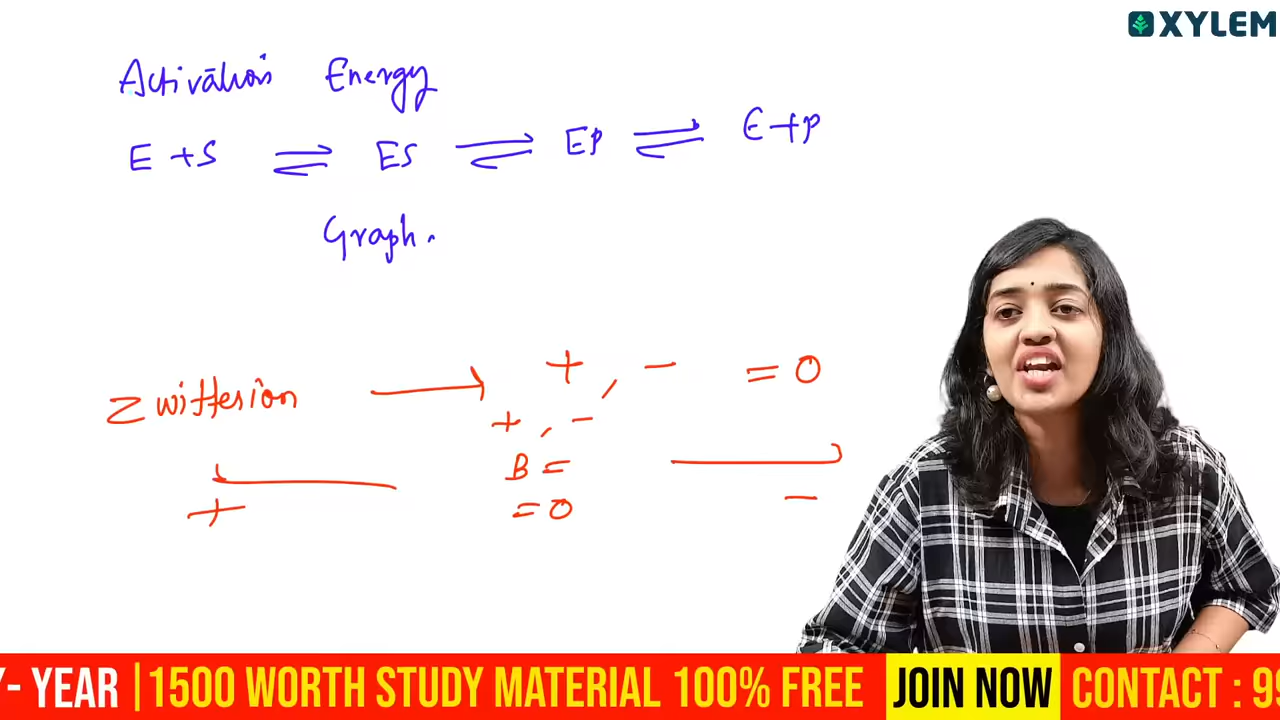 XYLEM
Activation Energy
E + S ⇌ ES ⇌ EP ⇌ E + P
Graph.
Zwitterion → + , - = 0
+ , -
B =
+ = 0 -
Y- YEAR | 1500 WORTH STUDY MATERIAL 100% FREE JOIN NOW CONTACT : 99